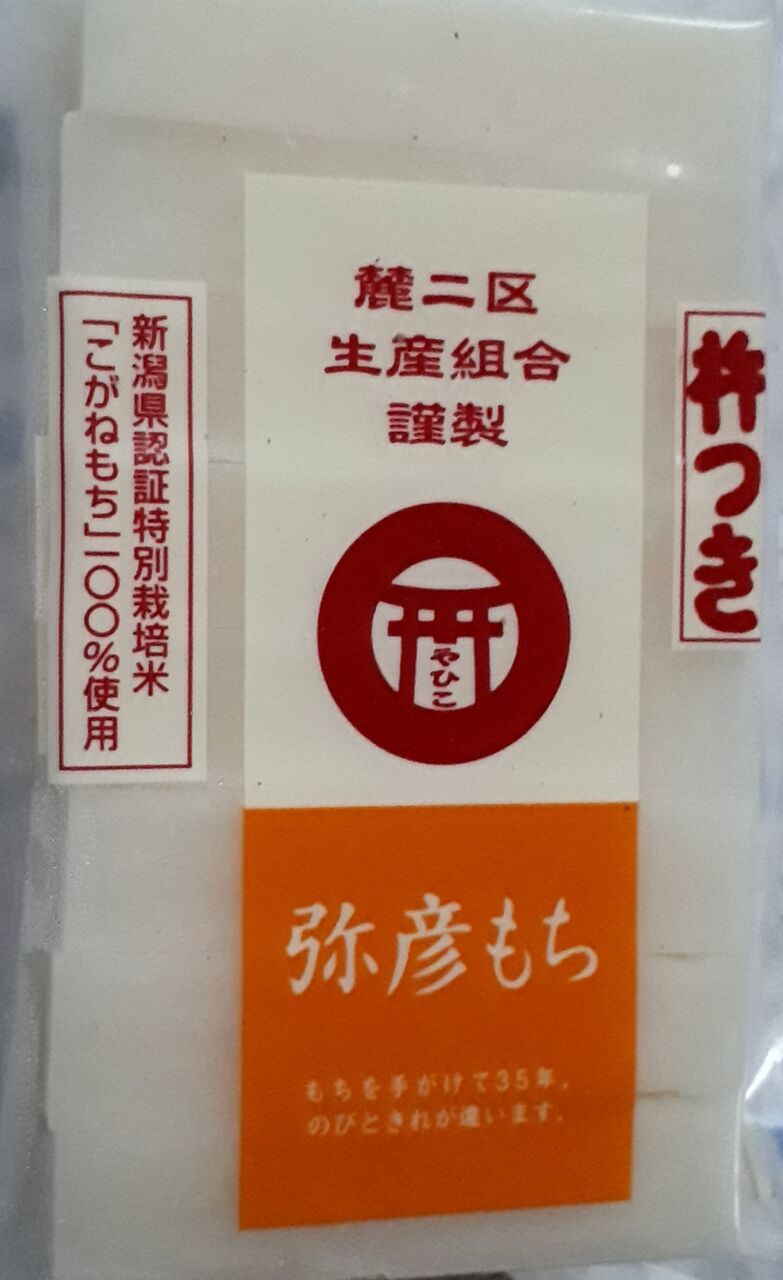 麓二区
生産組合
謹製
やひこ
弥彦もち
もちを手がけて35年。
のびときれが違います。
杵つき
新潟県認証特別栽培米
「こがねもち」一〇〇%使用